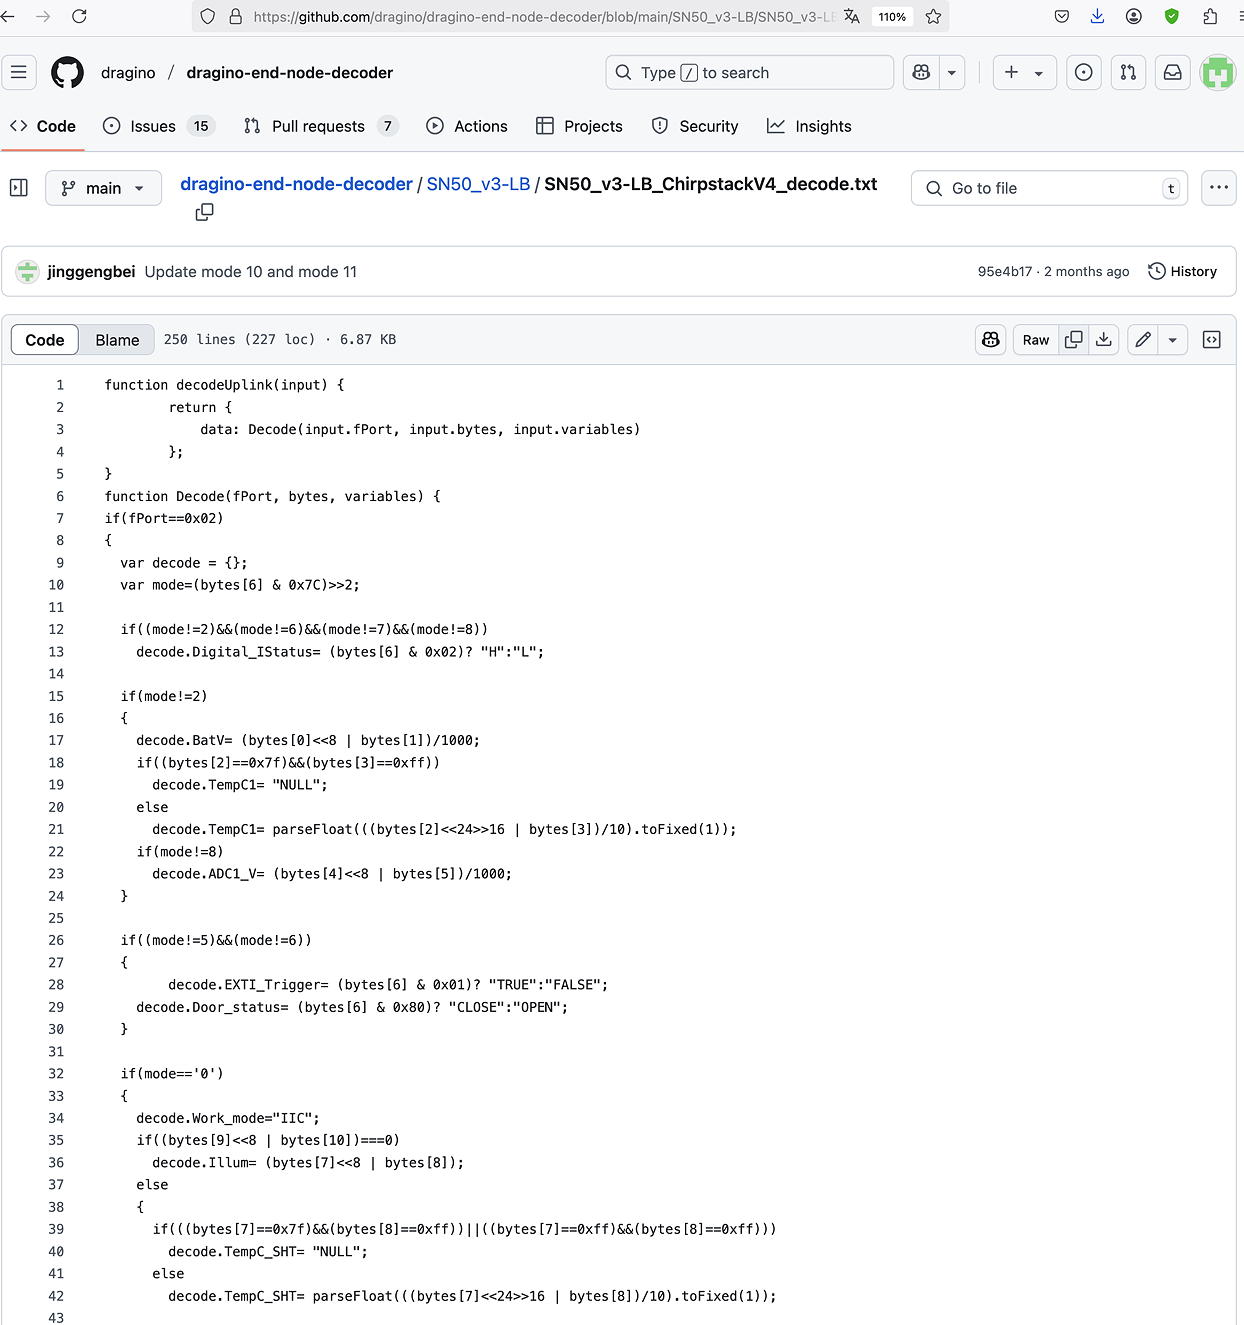 https://github.com/dragino/dragino-end-node-decoder/blob/main/SN50_v3-LB/SN50_v3-LB 110%
dragino / dragino-end-node-decoder Type / to search
Code Issues 15 Pull requests 7 Actions Projects Security Insights
main dragino-end-node-decoder / SN50_v3-LB / SN50_v3-LB_ChirpstackV4_decode.txt Go to file t
jinggengbei Update mode 10 and mode 11 95e4b17 · 2 months ago History
Code Blame 250 lines (227 loc) · 6.87 KB Raw
1 function decodeUplink(input) {
2 return {
3 data: Decode(input.fPort, input.bytes, input.variables)
4 };
5 }
6 function Decode(fPort, bytes, variables) {
7 if(fPort==0x02)
8 {
9 var decode = {};
10 var mode=(bytes[6] & 0x7C)>>2;
11
12 if((mode!=2)&&(mode!=6)&&(mode!=7)&&(mode!=8))
13 decode.Digital_IStatus= (bytes[6] & 0x02)? "H":"L";
14
15 if(mode!=2)
16 {
17 decode.BatV= (bytes[0]<<8 | bytes[1])/1000;
18 if((bytes[2]==0x7f)&&(bytes[3]==0xff))
19 decode.TempC1= "NULL";
20 else
21 decode.TempC1= parseFloat(((bytes[2]<<24>>16 | bytes[3])/10).toFixed(1));
22 if(mode!=8)
23 decode.ADC1_V= (bytes[4]<<8 | bytes[5])/1000;
24 }
25
26 if((mode!=5)&&(mode!=6))
27 {
28 decode.EXTI_Trigger= (bytes[6] & 0x01)? "TRUE":"FALSE";
29 decode.Door_status= (bytes[6] & 0x80)? "CLOSE":"OPEN";
30 }
31
32 if(mode=='0')
33 {
34 decode.Work_mode="IIC";
35 if((bytes[9]<<8 | bytes[10])===0)
36 decode.Illum= (bytes[7]<<8 | bytes[8]);
37 else
38 {
39 if(((bytes[7]==0x7f)&&(bytes[8]==0xff))||((bytes[7]==0xff)&&(bytes[8]==0xff)))
40 decode.TempC_SHT= "NULL";
41 else
42 decode.TempC_SHT= parseFloat(((bytes[7]<<24>>16 | bytes[8])/10).toFixed(1));
43